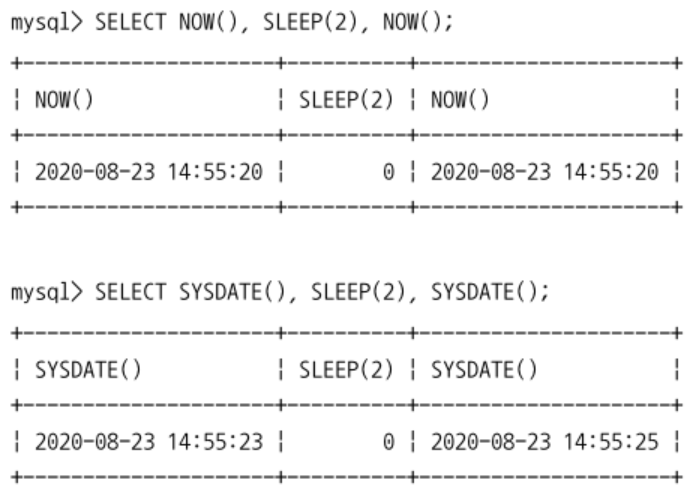 mysql> SELECT NOW(), SLEEP(2), NOW();
+---------------------+----------+---------------------+
| NOW()               | SLEEP(2) | NOW()               |
+---------------------+----------+---------------------+
| 2020-08-23 14:55:20 |        0 | 2020-08-23 14:55:20 |
+---------------------+----------+---------------------+
mysql> SELECT SYSDATE(), SLEEP(2), SYSDATE();
+---------------------+----------+---------------------+
| SYSDATE()           | SLEEP(2) | SYSDATE()           |
+---------------------+----------+---------------------+
| 2020-08-23 14:55:23 |        0 | 2020-08-23 14:55:25 |
+---------------------+----------+---------------------+